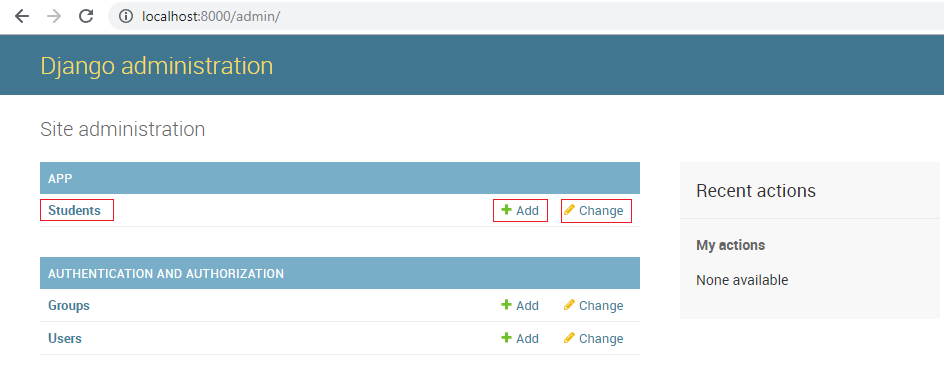 localhost:8000/admin/
Django administration
Site administration
APP
Students Add Change
AUTHENTICATION AND AUTHORIZATION
Groups Add Change
Users Add Change
Recent actions
My actions
None available